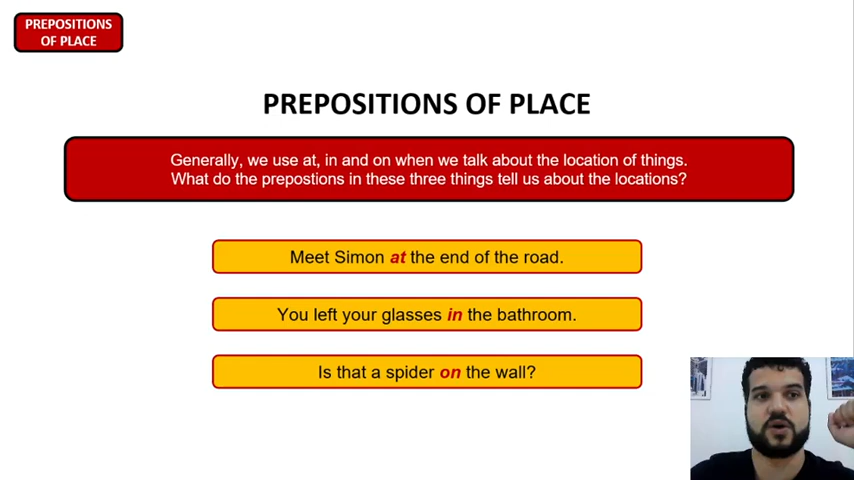 PREPOSITIONS
OF PLACE
PREPOSITIONS OF PLACE
Generally, we use at, in and on when we talk about the location of things.
What do the prepostions in these three things tell us about the locations?
Meet Simon at the end of the road.
You left your glasses in the bathroom.
Is that a spider on the wall?